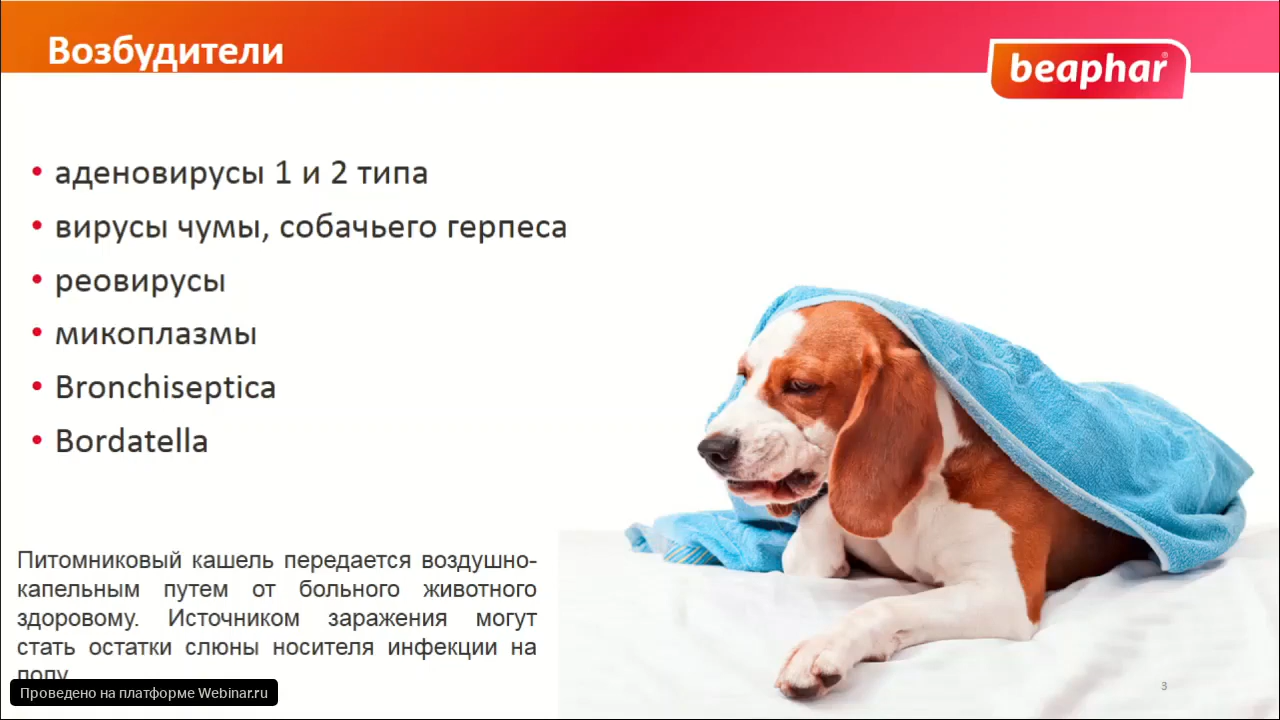 Возбудители
beaphar®
• аденовирусы 1 и 2 типа
• вирусы чумы, собачьего герпеса
• реовирусы
• микоплазмы
• Bronchiseptica
• Bordatella
Питомниковый кашель передается воздушно-
капельным путем от больного животного
здоровому. Источником заражения могут
стать остатки слюны носителя инфекции на
полу
Проведено на платформе Webinar.ru
3